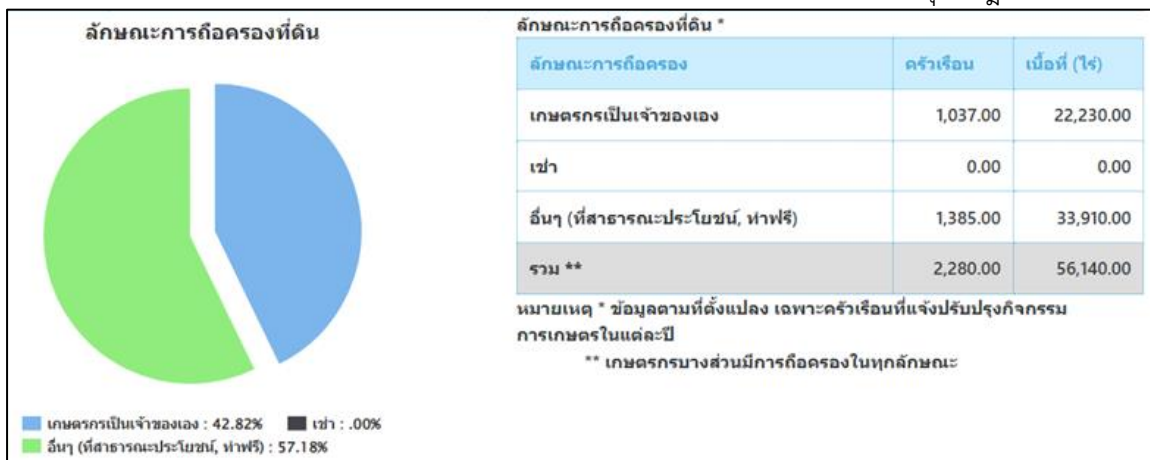 ลักษณะการถือครองที่ดิน
เกษตรกรเป็นเจ้าของเอง : 42.82% เช่า : .00%
อื่นๆ (ที่สาธารณะประโยชน์, ทำฟรี) : 57.18%
ลักษณะการถือครองที่ดิน *
ลักษณะการถือครอง ครัวเรือน เนื้อที่ (ไร่)
เกษตรกรเป็นเจ้าของเอง 1,037.00 22,230.00
เช่า 0.00 0.00
อื่นๆ (ที่สาธารณะประโยชน์, ทำฟรี) 1,385.00 33,910.00
รวม ** 2,280.00 56,140.00
หมายเหตุ * ข้อมูลตามที่ตั้งแปลง เฉพาะครัวเรือนที่แจ้งปรับปรุงกิจกรรม
การเกษตรในแต่ละปี
** เกษตรกรบางส่วนมีการถือครองในทุกลักษณะ